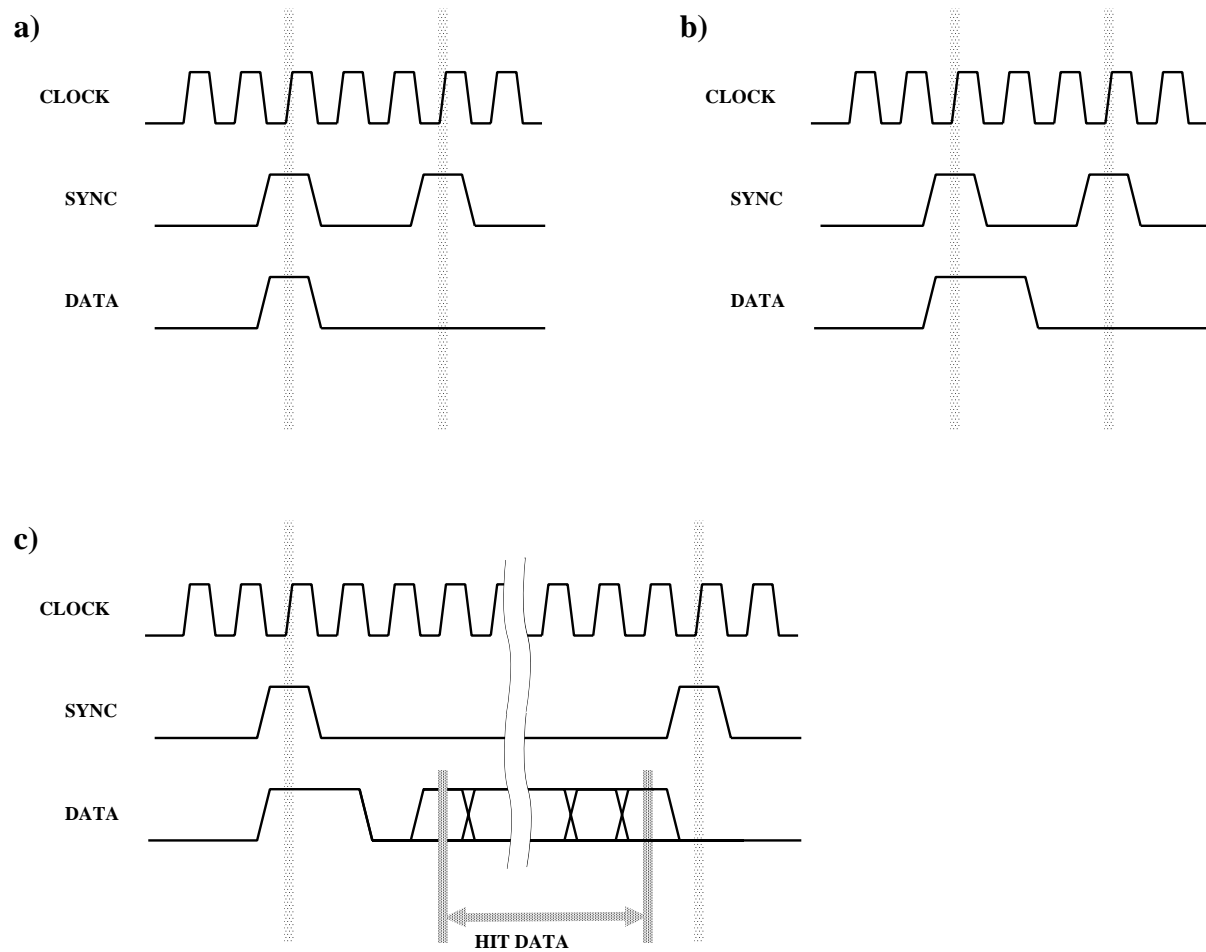 a)
CLOCK
SYNC
DATA
b)
CLOCK
SYNC
DATA
c)
CLOCK
SYNC
DATA
HIT DATA